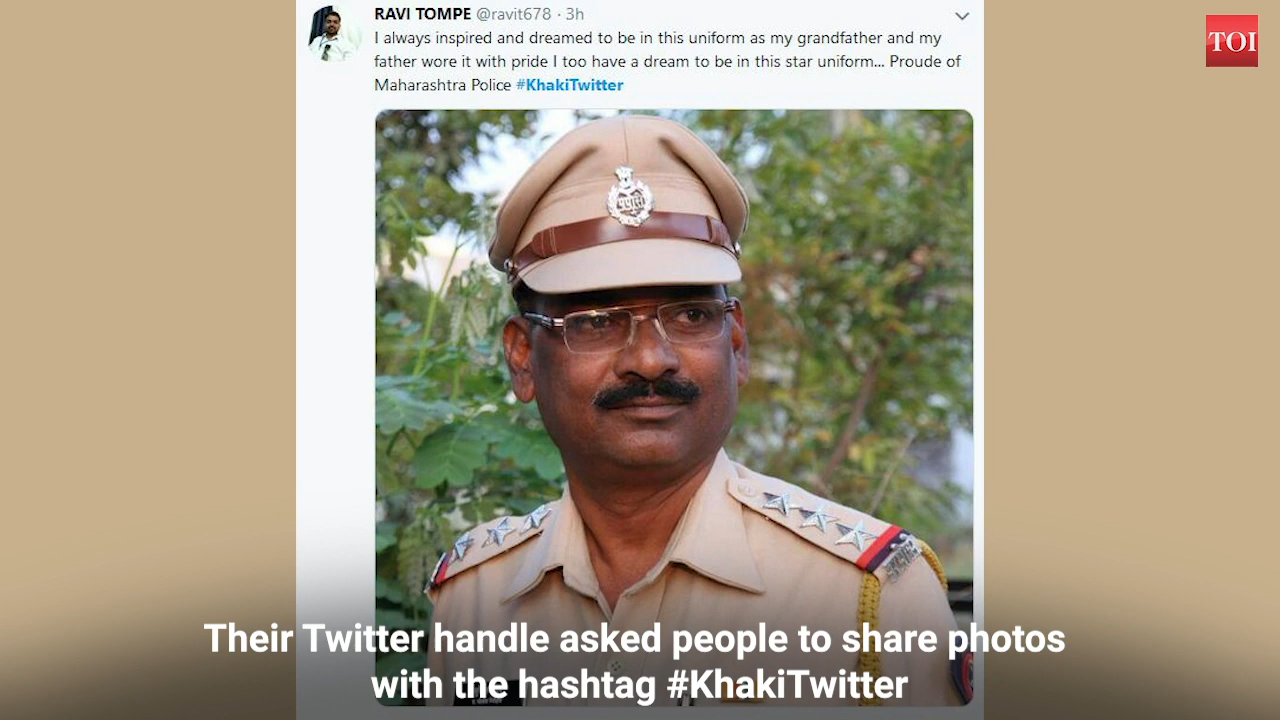 RAVI TOMPE @ravit678 · 3h
I always inspired and dreamed to be in this uniform as my grandfather and my
father wore it with pride I too have a dream to be in this star uniform... Proude of
Maharashtra Police #KhakiTwitter
TOI
Their Twitter handle asked people to share photos
with the hashtag #KhakiTwitter